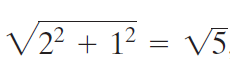 √2² + 1² = √5.